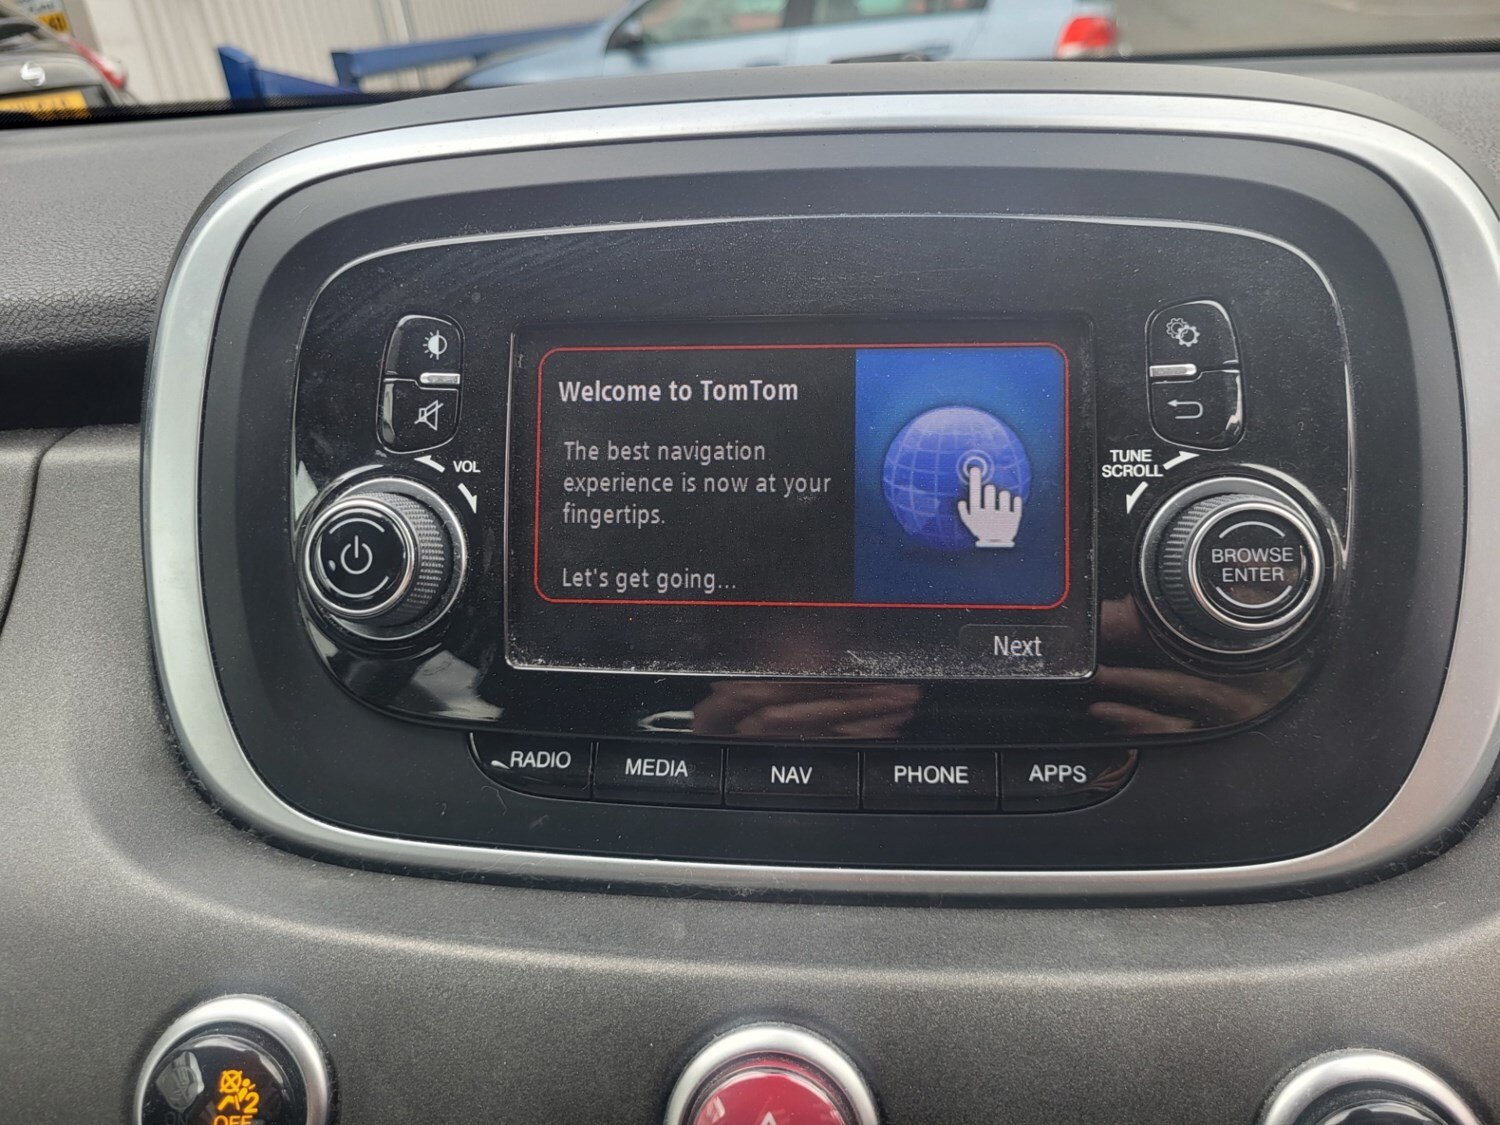 Welcome to TomTom
The best navigation
experience is now at your
fingertips.
Let's get going...
Next
VOL
TUNE
SCROLL
BROWSE
ENTER
RADIO
MEDIA
NAV
PHONE
APPS
2
OFF